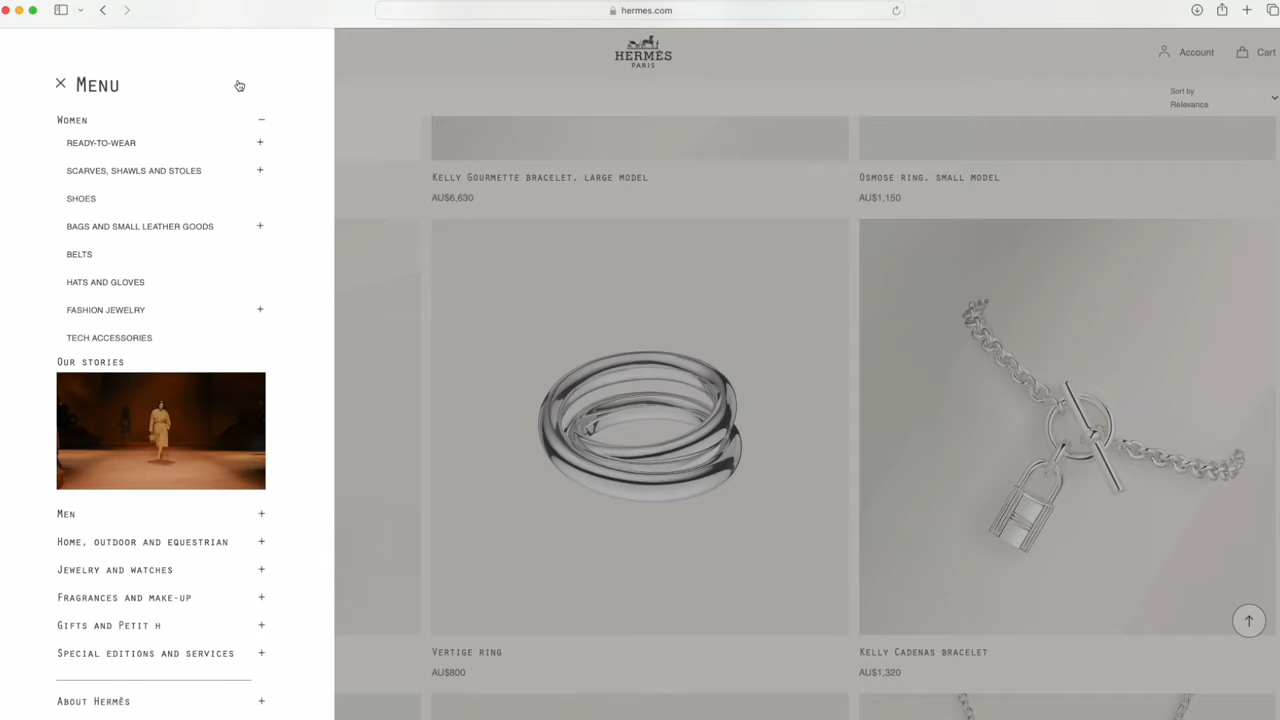 hermes.com
HERMÈS
PARIS
Account
Cart
MENU
WOMEN
READY-TO-WEAR
SCARVES, SHAWLS AND STOLES
SHOES
BAGS AND SMALL LEATHER GOODS
BELTS
HATS AND GLOVES
FASHION JEWELRY
TECH ACCESSORIES
OUR STORIES
MEN
HOME, OUTDOOR AND EQUESTRIAN
JEWELRY AND WATCHES
FRAGRANCES AND MAKE-UP
GIFTS AND PETIT H
SPECIAL EDITIONS AND SERVICES
ABOUT HERMÈS
Sort by
Relevance
KELLY GOURMETTE BRACELET, LARGE MODEL
AU$6,630
OSMOSE RING, SMALL MODEL
AU$1,150
VERTIGE RING
AU$800
KELLY CADENAS BRACELET
AU$1,320